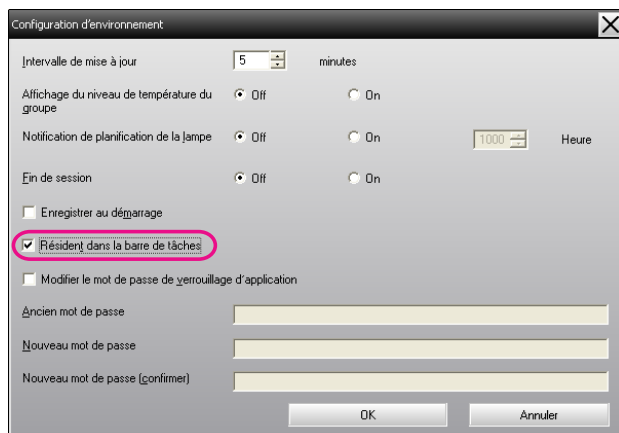 Configuration d'environnement
Intervalle de mise à jour 5 minutes
Affichage du niveau de température du groupe Off On
Notification de planification de la lampe Off On 1000 Heure
Fin de session Off On
Enregistrer au démarrage
Résident dans la barre de tâches
Modifier le mot de passe de verrouillage d'application
Ancien mot de passe
Nouveau mot de passe
Nouveau mot de passe (confirmer)
OK Annuler